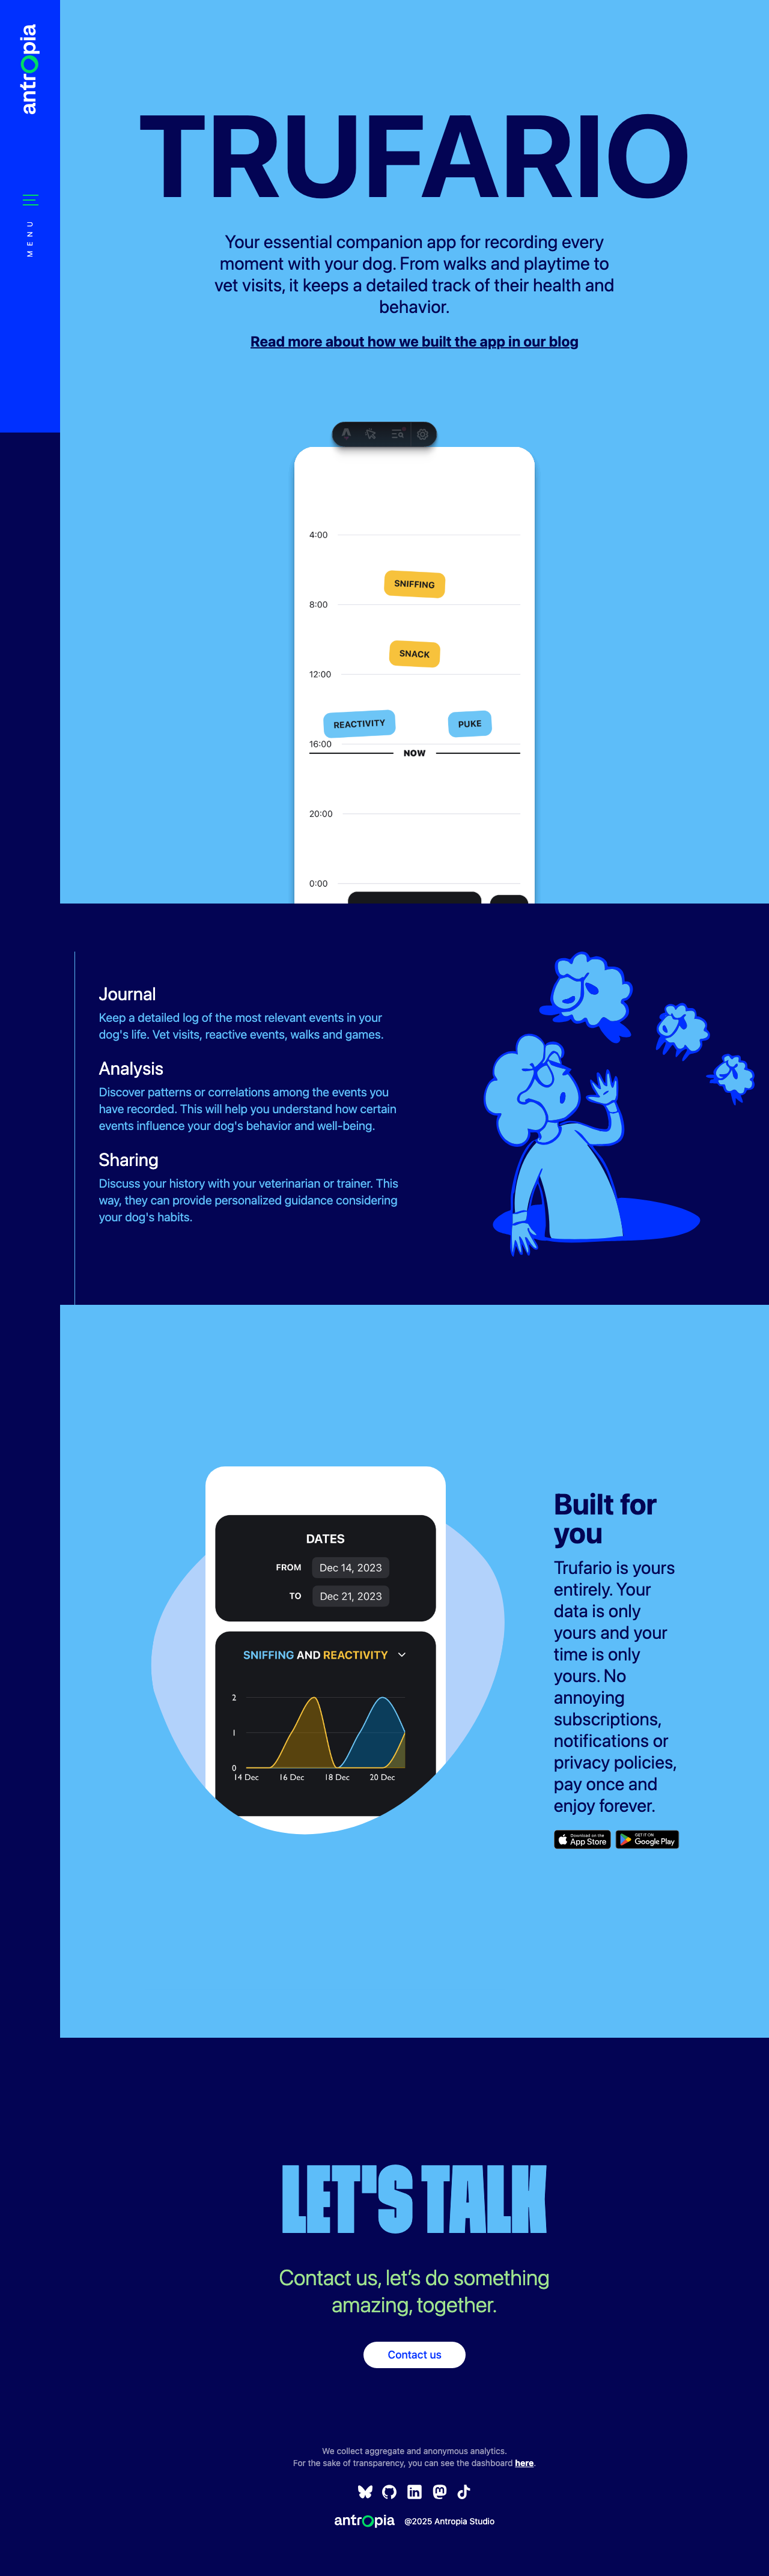 antropia
MENU
TRUFARIO
Your essential companion app for recording every
moment with your dog. From walks and playtime to
vet visits, it keeps a detailed track of their health and
behavior.
Read more about how we built the app in our blog
4:00
SNIFFING
8:00
SNACK
12:00
REACTIVITY
PUKE
16:00
NOW
20:00
0:00
Journal
Keep a detailed log of the most relevant events in your
dog's life. Vet visits, reactive events, walks and games.
Analysis
Discover patterns or correlations among the events you
have recorded. This will help you understand how certain
events influence your dog's behavior and well-being.
Sharing
Discuss your history with your veterinarian or trainer. This
way, they can provide personalized guidance considering
your dog's habits.
DATES
FROM Dec 14, 2023
TO Dec 21, 2023
SNIFFING AND REACTIVITY
2
1
0
14 Dec 16 Dec 18 Dec 20 Dec
Built for
you
Trufario is yours
entirely. Your
data is only
yours and your
time is only
yours. No
annoying
subscriptions,
notifications or
privacy policies,
pay once and
enjoy forever.
Download on the
App Store
GET IT ON
Google Play
LET'S TALK
Contact us, let’s do something
amazing, together.
Contact us
We collect aggregate and anonymous analytics.
For the sake of transparency, you can see the dashboard here.
antropia @2025 Antropia Studio